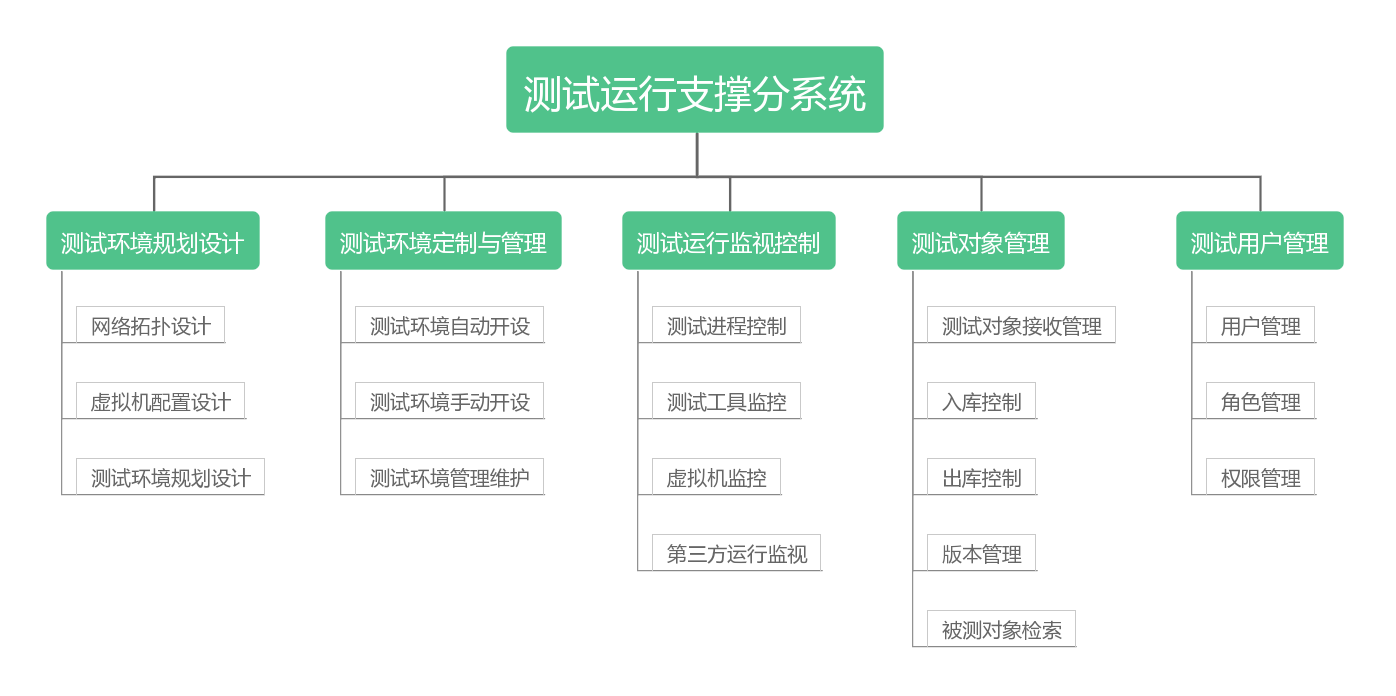 测试运行支撑分系统
测试环境规划设计
网络拓扑设计
虚拟机配置设计
测试环境规划设计
测试环境定制与管理
测试环境自动开设
测试环境手动开设
测试环境管理维护
测试运行监视控制
测试进程控制
测试工具监控
虚拟机监控
第三方运行监视
测试对象管理
测试对象接收管理
入库控制
出库控制
版本管理
被测对象检索
测试用户管理
用户管理
角色管理
权限管理